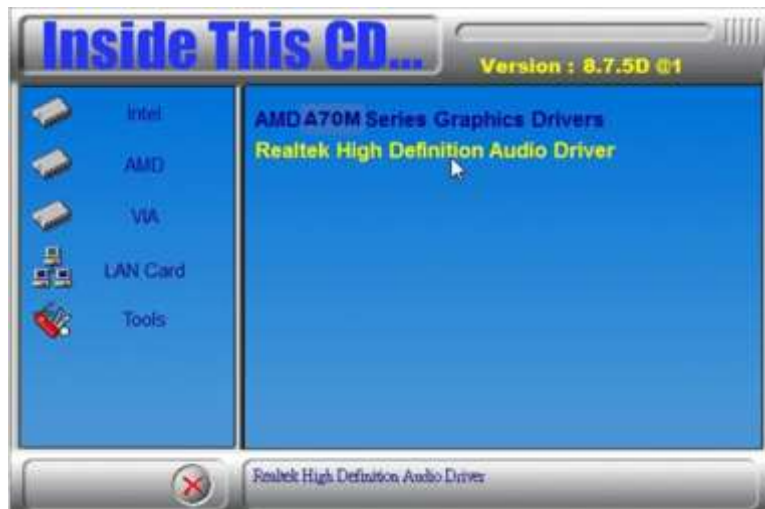 Inside This CD...
Version : 8.7.5D @1
Intel
AMD
VIA
LAN Card
Tools
AMD A70M Series Graphics Drivers
Realtek High Definition Audio Driver
Realtek High Definition Audio Driver